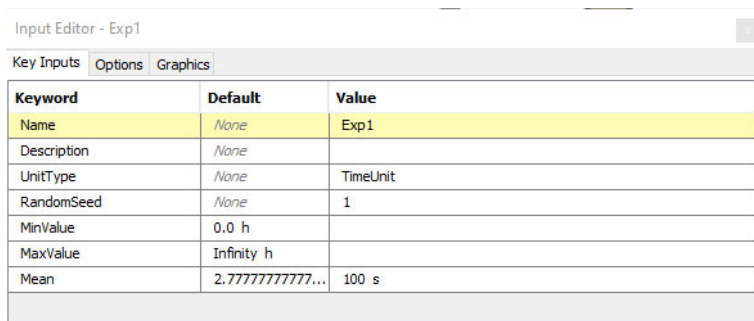 Input Editor - Exp1
Key Inputs Options Graphics
Keyword Default Value
Name None Exp1
Description None
UnitType None TimeUnit
RandomSeed None 1
MinValue 0.0 h
MaxValue Infinity h
Mean 2.77777777777... 100 s